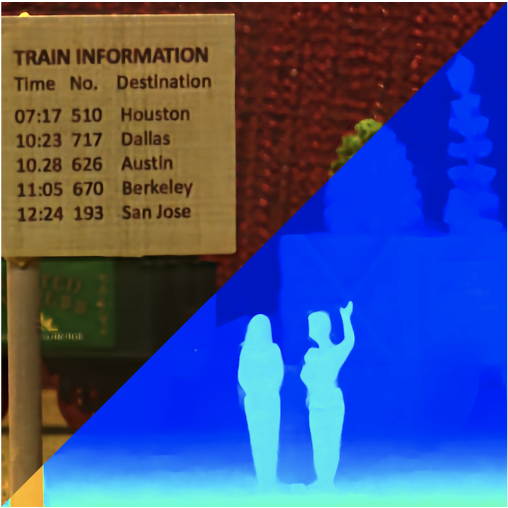 TRAIN INFORMATION
Time No. Destination
07:17 510 Houston
10:23 717 Dallas
10.28 626 Austin
11:05 670 Berkeley
12:24 193 San Jose